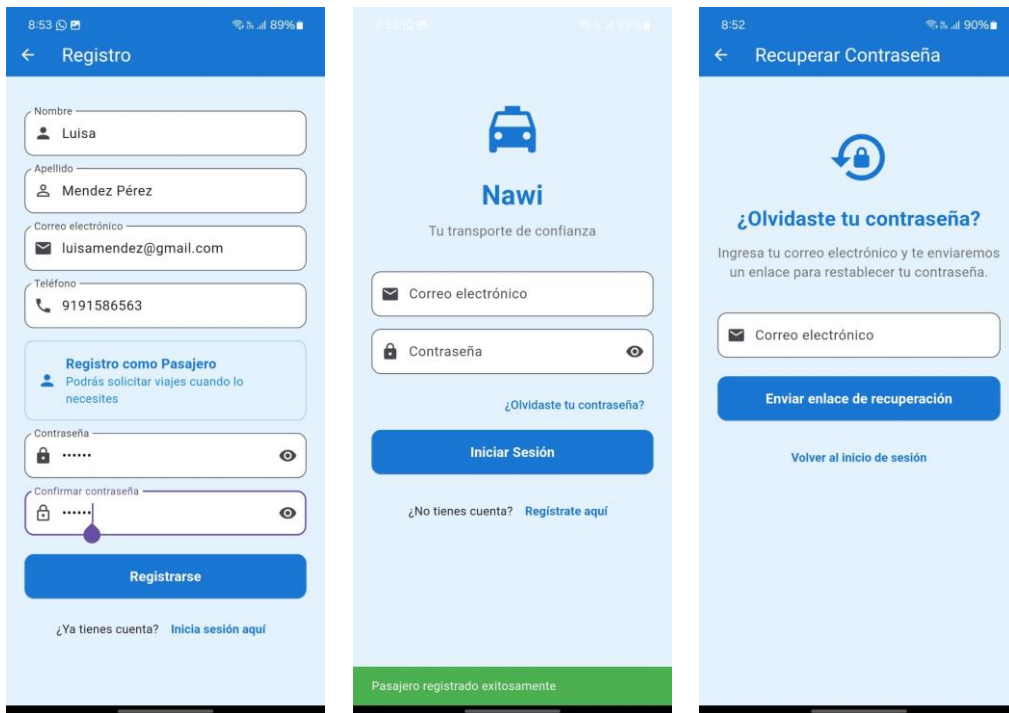 8:53
89%
Registro
Nombre
Luisa
Apellido
Mendez Pérez
Correo electrónico
luisamendez@gmail.com
Teléfono
9191586563
Registro como Pasajero
Podrás solicitar viajes cuando lo
necesites
Contraseña
••••••
Confirmar contraseña
••••••
Registrarse
¿Ya tienes cuenta? Inicia sesión aquí
8:53
89%
Nawi
Tu transporte de confianza
Correo electrónico
Contraseña
¿Olvidaste tu contraseña?
Iniciar Sesión
¿No tienes cuenta? Regístrate aquí
Pasajero registrado exitosamente
8:52
90%
Recuperar Contraseña
¿Olvidaste tu contraseña?
Ingresa tu correo electrónico y te enviaremos
un enlace para restablecer tu contraseña.
Correo electrónico
Enviar enlace de recuperación
Volver al inicio de sesión